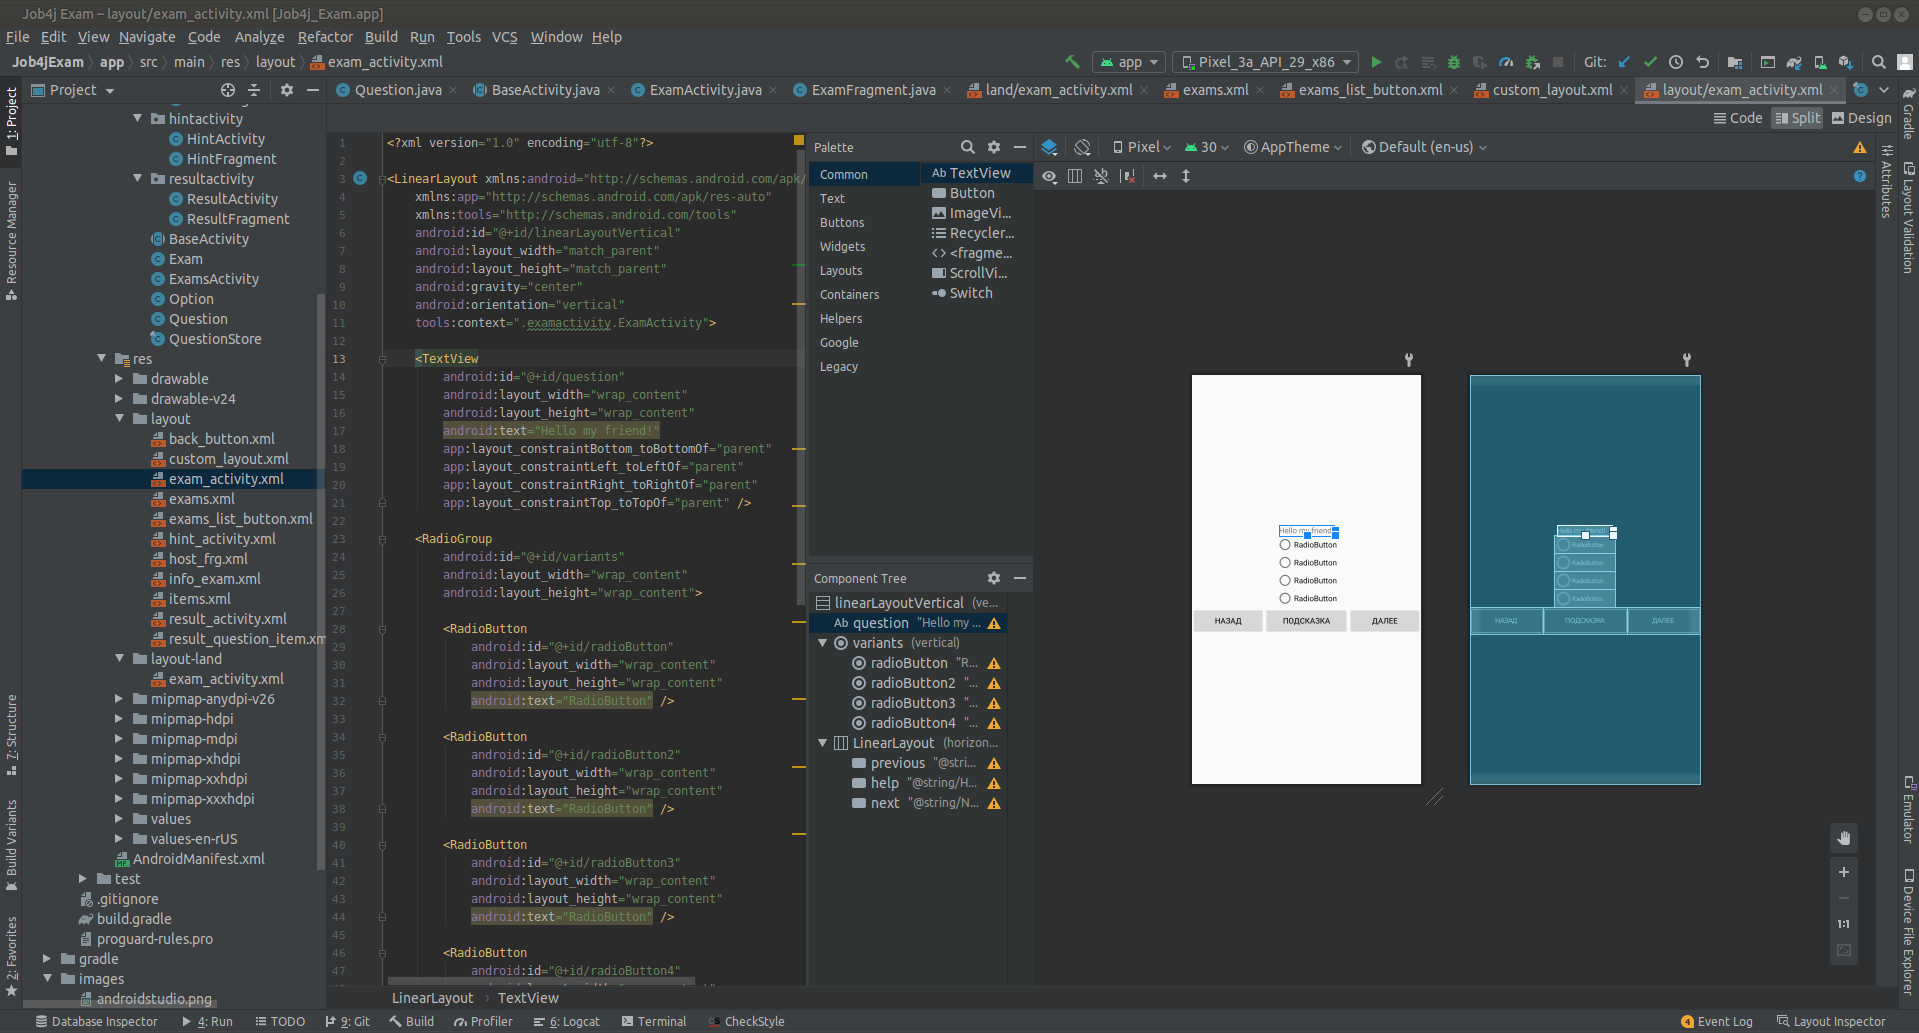 Job4j Exam – layout/exam_activity.xml [Job4j_Exam.app]
File Edit View Navigate Code Analyze Refactor Build Run Tools VCS Window Help
Job4jExam app src main res layout exam_activity.xml
app Pixel_3a_API_29_x86 Git:
Project
Question.java BaseActivity.java ExamActivity.java ExamFragment.java land/exam_activity.xml exams.xml exams_list_button.xml custom_layout.xml layout/exam_activity.xml
Code Split Design
1: Project
Resource Manager
7: Structure
Build Variants
2: Favorites
hintactivity
HintActivity
HintFragment
resultactivity
ResultActivity
ResultFragment
BaseActivity
Exam
ExamsActivity
Option
Question
QuestionStore
res
drawable
drawable-v24
layout
back_button.xml
custom_layout.xml
exam_activity.xml
exams.xml
exams_list_button.xml
hint_activity.xml
host_frg.xml
info_exam.xml
items.xml
result_activity.xml
result_question_item.xm
layout-land
exam_activity.xml
mipmap-anydpi-v26
mipmap-hdpi
mipmap-mdpi
mipmap-xhdpi
mipmap-xxhdpi
mipmap-xxxhdpi
values
values-en-rUS
AndroidManifest.xml
test
.gitignore
build.gradle
proguard-rules.pro
gradle
images
androidstudio.png
1 <?xml version="1.0" encoding="utf-8"?>
2
3 <LinearLayout xmlns:android="http://schemas.android.com/apk/
4 xmlns:app="http://schemas.android.com/apk/res-auto"
5 xmlns:tools="http://schemas.android.com/tools"
6 android:id="@+id/linearLayoutVertical"
7 android:layout_width="match_parent"
8 android:layout_height="match_parent"
9 android:gravity="center"
10 android:orientation="vertical"
11 tools:context=".examactivity.ExamActivity">
12
13 <TextView
14 android:id="@+id/question"
15 android:layout_width="wrap_content"
16 android:layout_height="wrap_content"
17 android:text="Hello my friend!"
18 app:layout_constraintBottom_toBottomOf="parent"
19 app:layout_constraintLeft_toLeftOf="parent"
20 app:layout_constraintRight_toRightOf="parent"
21 app:layout_constraintTop_toTopOf="parent" />
22
23 <RadioGroup
24 android:id="@+id/variants"
25 android:layout_width="wrap_content"
26 android:layout_height="wrap_content">
27
28 <RadioButton
29 android:id="@+id/radioButton"
30 android:layout_width="wrap_content"
31 android:layout_height="wrap_content"
32 android:text="RadioButton" />
33
34 <RadioButton
35 android:id="@+id/radioButton2"
36 android:layout_width="wrap_content"
37 android:layout_height="wrap_content"
38 android:text="RadioButton" />
39
40 <RadioButton
41 android:id="@+id/radioButton3"
42 android:layout_width="wrap_content"
43 android:layout_height="wrap_content"
44 android:text="RadioButton" />
45
46 <RadioButton
47 android:id="@+id/radioButton4"
LinearLayout TextView
Palette
Common
Text
Buttons
Widgets
Layouts
Containers
Helpers
Google
Legacy
Ab TextView
Button
ImageVi...
Recycler...
<fragme...
ScrollVi...
Switch
Component Tree
linearLayoutVertical (ve...
Ab question "Hello my ...
variants (vertical)
radioButton "R...
radioButton2 "...
radioButton3 "...
radioButton4 "...
LinearLayout (horizon...
previous "@stri...
help "@string/H...
next "@string/N...
Pixel 30 AppTheme Default (en-us)
Hello my friend!
RadioButton
RadioButton
RadioButton
RadioButton
НАЗАД ПОДСКАЗКА ДАЛЕЕ
Hello my friend!
RadioButton
RadioButton
RadioButton
RadioButton
НАЗАД ПОДСКАЗКА ДАЛЕЕ
1:1
Attributes
Gradle
Layout Validation
Emulator
Device File Explorer
Database Inspector 4: Run TODO 9: Git Build Profiler 6: Logcat Terminal CheckStyle
4 Event Log Layout Inspector